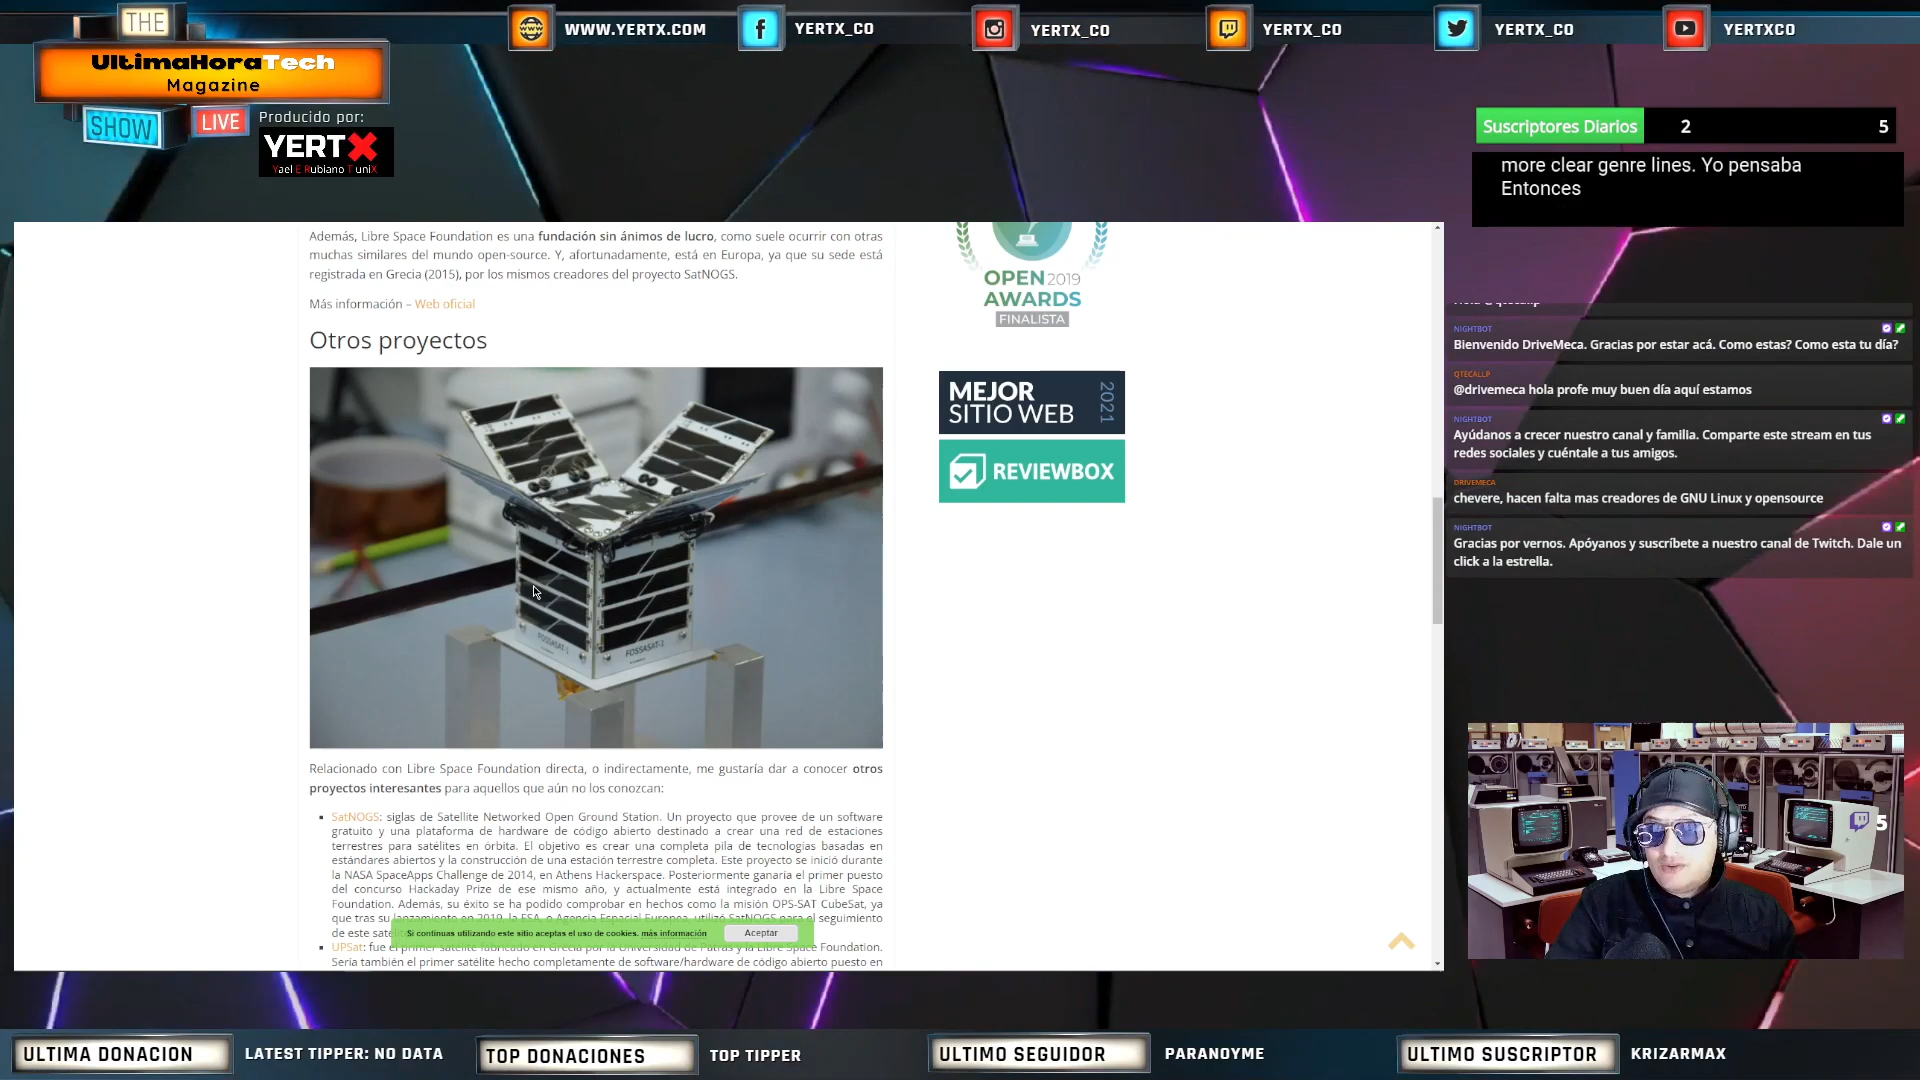 THE
UltimaHoraTech
Magazine
SHOW
LIVE
Producido por:
YERTX
Yael E Rubiano T uniX
WWW.YERTX.COM
YERTX_CO
YERTX_CO
YERTX_CO
YERTX_CO
YERTXCO
Suscriptores Diarios 2 5
more clear genre lines. Yo pensaba
Entonces
Además, Libre Space Foundation es una fundación sin ánimos de lucro, como suele ocurrir con otras
muchas similares del mundo open-source. Y, afortunadamente, está en Europa, ya que su sede está
registrada en Grecia (2015), por los mismos creadores del proyecto SatNOGS.
Más información – Web oficial
Otros proyectos
FOSSASAT-1
FOSSASAT-1
Relacionado con Libre Space Foundation directa, o indirectamente, me gustaría dar a conocer otros
proyectos interesantes para aquellos que aún no los conozcan:
SatNOGS: siglas de Satellite Networked Open Ground Station. Un proyecto que provee de un software
gratuito y una plataforma de hardware de código abierto destinado a crear una red de estaciones
terrestres para satélites en órbita. El objetivo es crear una completa pila de tecnologías basadas en
estándares abiertos y la construcción de una estación terrestre completa. Este proyecto se inició durante
la NASA SpaceApps Challenge de 2014, en Athens Hackerspace. Posteriormente ganaría el primer puesto
del concurso Hackaday Prize de ese mismo año, y actualmente está integrado en la Libre Space
Foundation. Además, su éxito se ha podido comprobar en hechos como la misión OPS-SAT CubeSat, ya
que tras su lanzamiento en 2019, la ESA, o Agencia Espacial Europea, utilizó SatNOGS para el seguimiento
de este
Si continuas utilizando este sitio aceptas el uso de cookies. más información
Aceptar
UPSat: fue el primer satélite fabricado en Grecia por la Universidad de Patras y la Libre Space Foundation.
Sería también el primer satélite hecho completamente de software/hardware de código abierto puesto en
OPEN 2019
AWARDS
FINALISTA
MEJOR
SITIO WEB
2021
REVIEWBOX
NIGHTBOT
Bienvenido DriveMeca. Gracias por estar acá. Como estas? Como esta tu día?
QTECALLP
@drivemeca hola profe muy buen día aquí estamos
NIGHTBOT
Ayúdanos a crecer nuestro canal y familia. Comparte este stream en tus
redes sociales y cuéntale a tus amigos.
DRIVEMECA
chevere, hacen falta mas creadores de GNU Linux y opensource
NIGHTBOT
Gracias por vernos. Apóyanos y suscríbete a nuestro canal de Twitch. Dale un
click a la estrella.
5
ULTIMA DONACION
LATEST TIPPER: NO DATA
TOP DONACIONES
TOP TIPPER
ULTIMO SEGUIDOR
PARANOYME
ULTIMO SUSCRIPTOR
KRIZARMAX